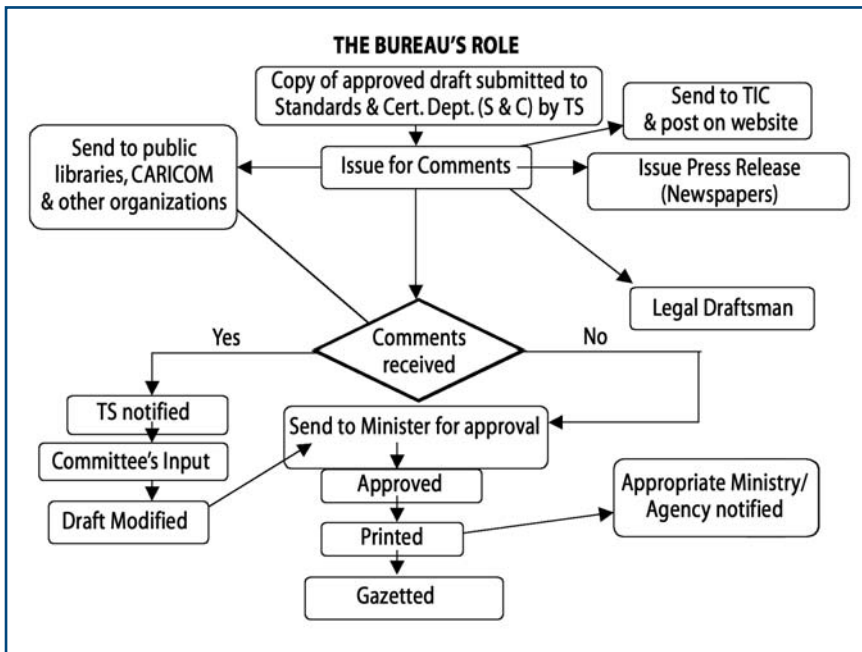 THE BUREAU'S ROLE
Copy of approved draft submitted to
Standards & Cert. Dept. (S & C) by TS
Send to TIC
& post on website
Send to public
libraries, CARICOM
& other organizations
Issue for Comments
Issue Press Release
(Newspapers)
Legal Draftsman
Yes
Comments
received
No
TS notified
Committee's Input
Draft Modified
Send to Minister for approval
Approved
Printed
Gazetted
Appropriate Ministry/
Agency notified